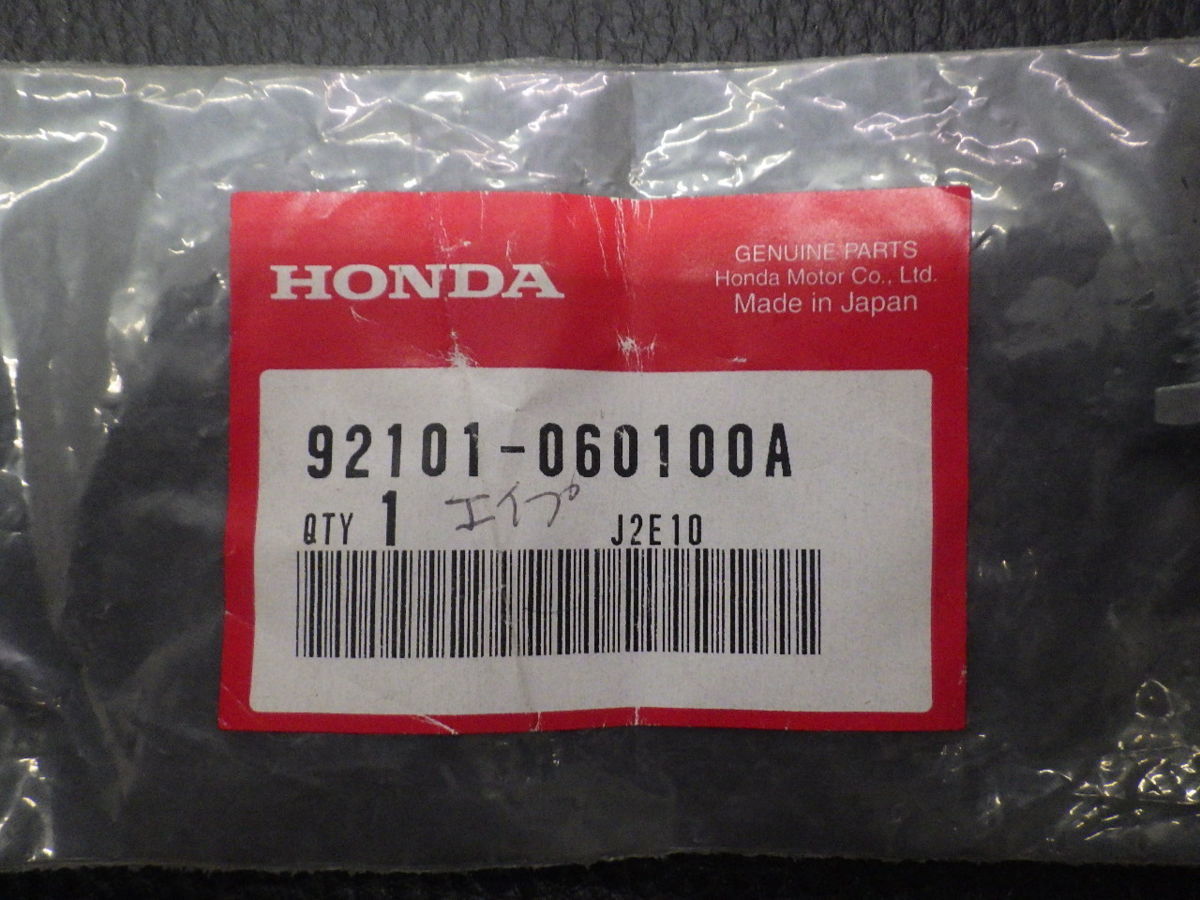 HONDA
GENUINE PARTS
Honda Motor Co., Ltd.
Made in Japan
92101-060100A
QTY 1 エイプ J2E10